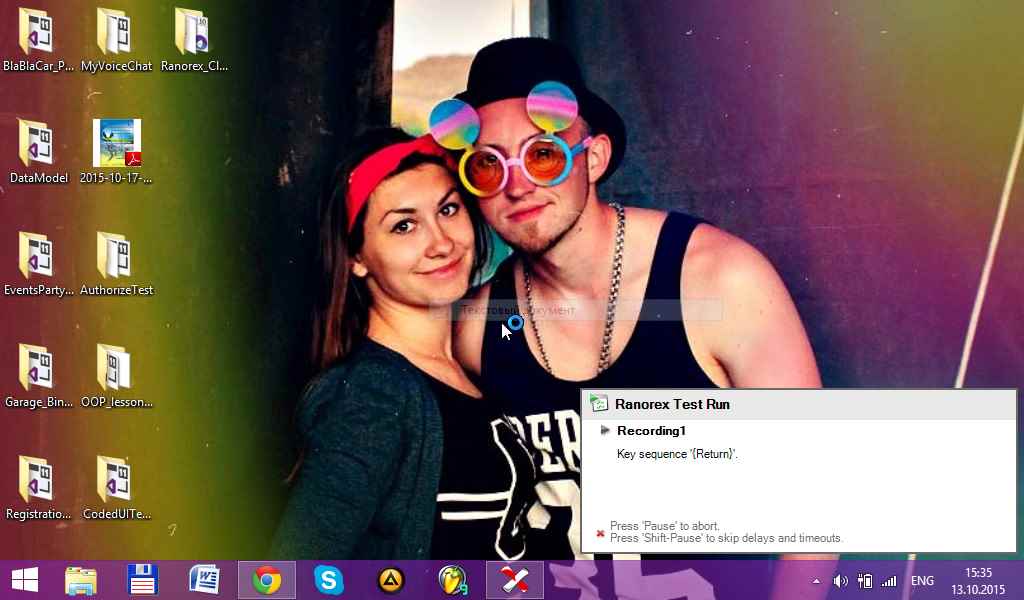 BlaBlaCar_P...
MyVoiceChat
Ranorex_Cl...
DataModel
2015-10-17-...
EventsParty...
AuthorizeTest
Garage_Bin...
OOP_lesson...
Registratio...
CodedUITe...
Текстовый документ
Ranorex Test Run
Recording1
Key sequence '{Return}'.
Press 'Pause' to abort.
Press 'Shift-Pause' to skip delays and timeouts.
ENG
15:35
13.10.2015